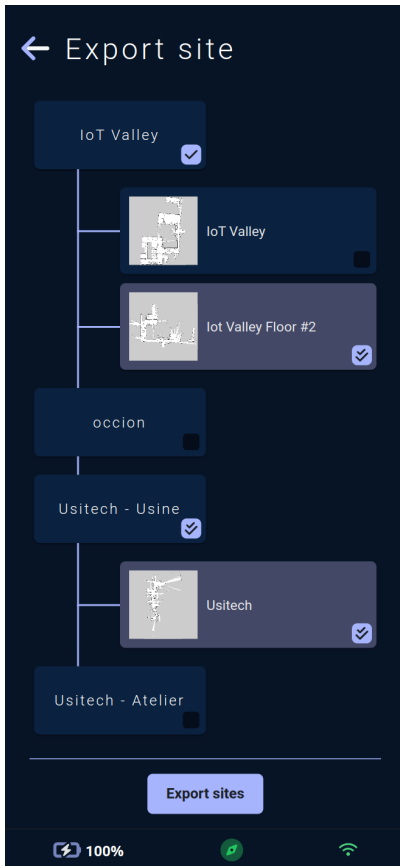 Export site
IoT Valley
IoT Valley
Iot Valley Floor #2
occion
Usitech - Usine
Usitech
Usitech - Atelier
Export sites
100%